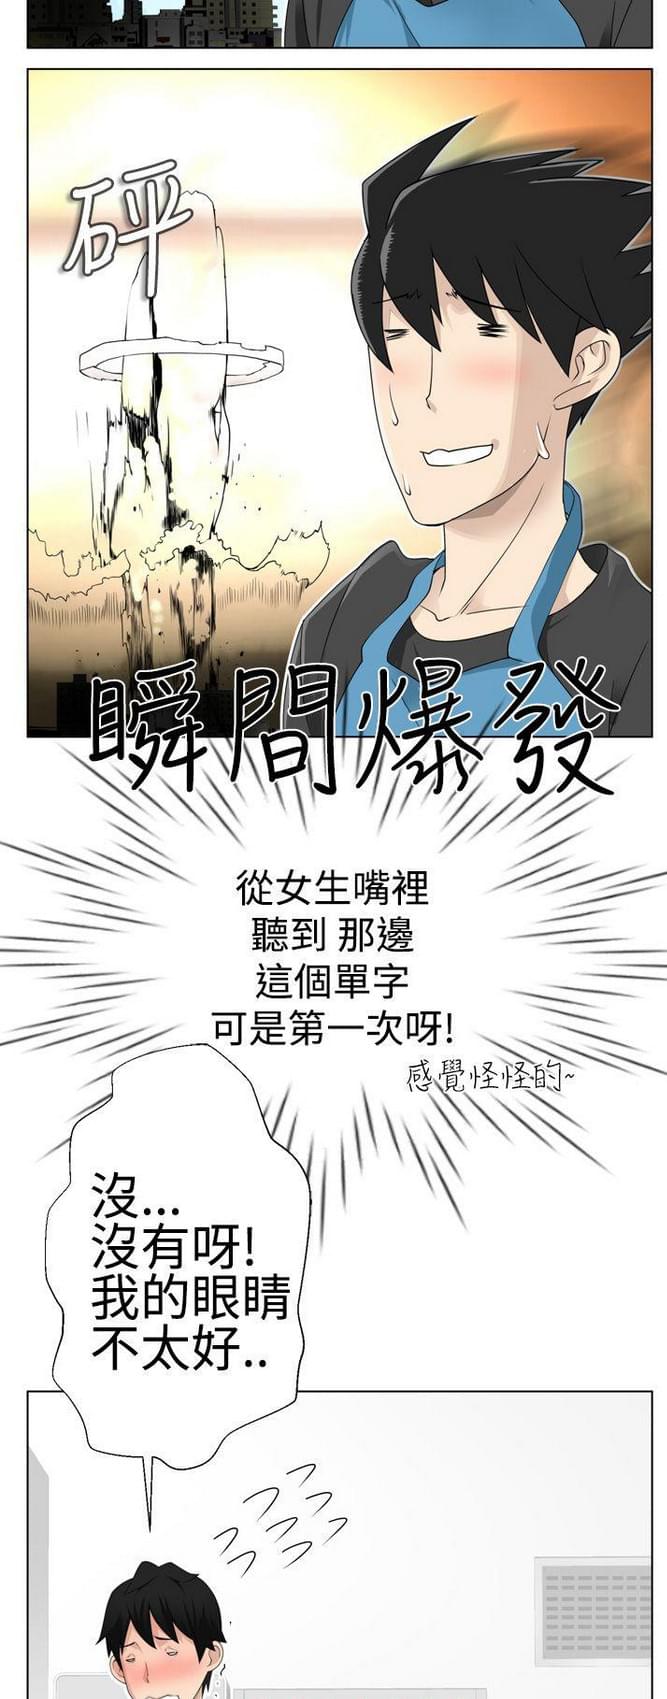 砰
瞬間爆發
從女生嘴裡
聽到 那邊
這個單字
可是第一次呀!
感覺怪怪的~
沒...
沒有呀!
我的眼睛
不太好..